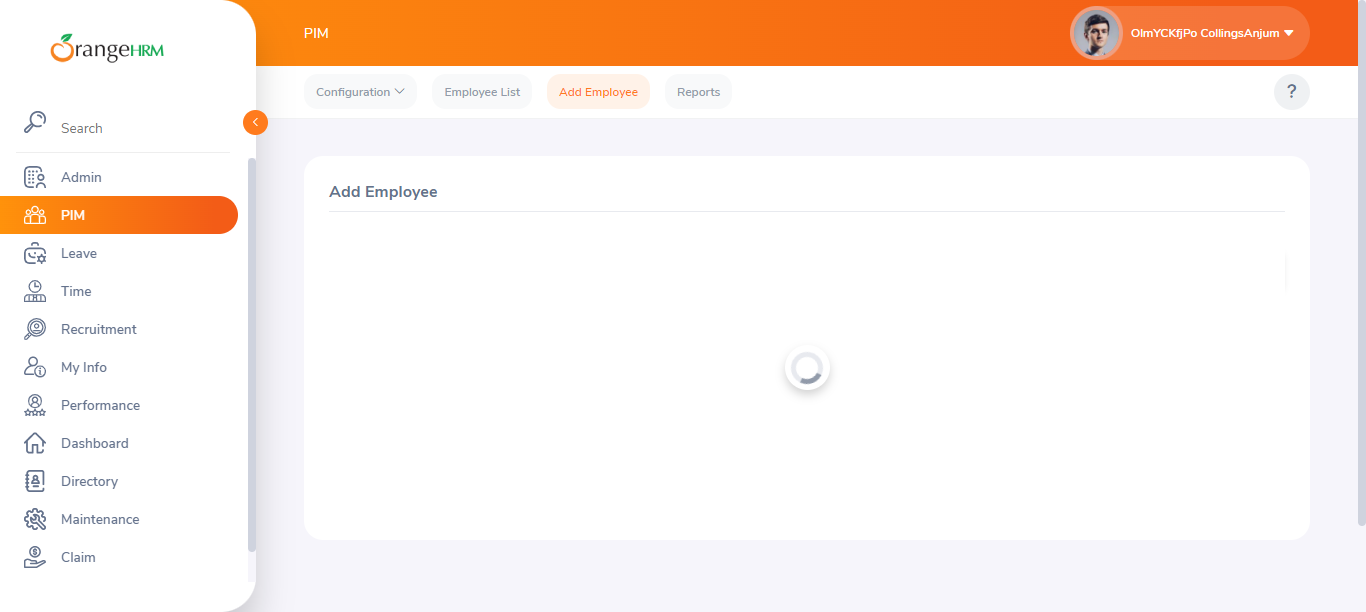 OrangeHRM
Search
Admin
PIM
Leave
Time
Recruitment
My Info
Performance
Dashboard
Directory
Maintenance
Claim
PIM
OlmYCKfjPo CollingsAnjum
Configuration
Employee List
Add Employee
Reports
?
Add Employee